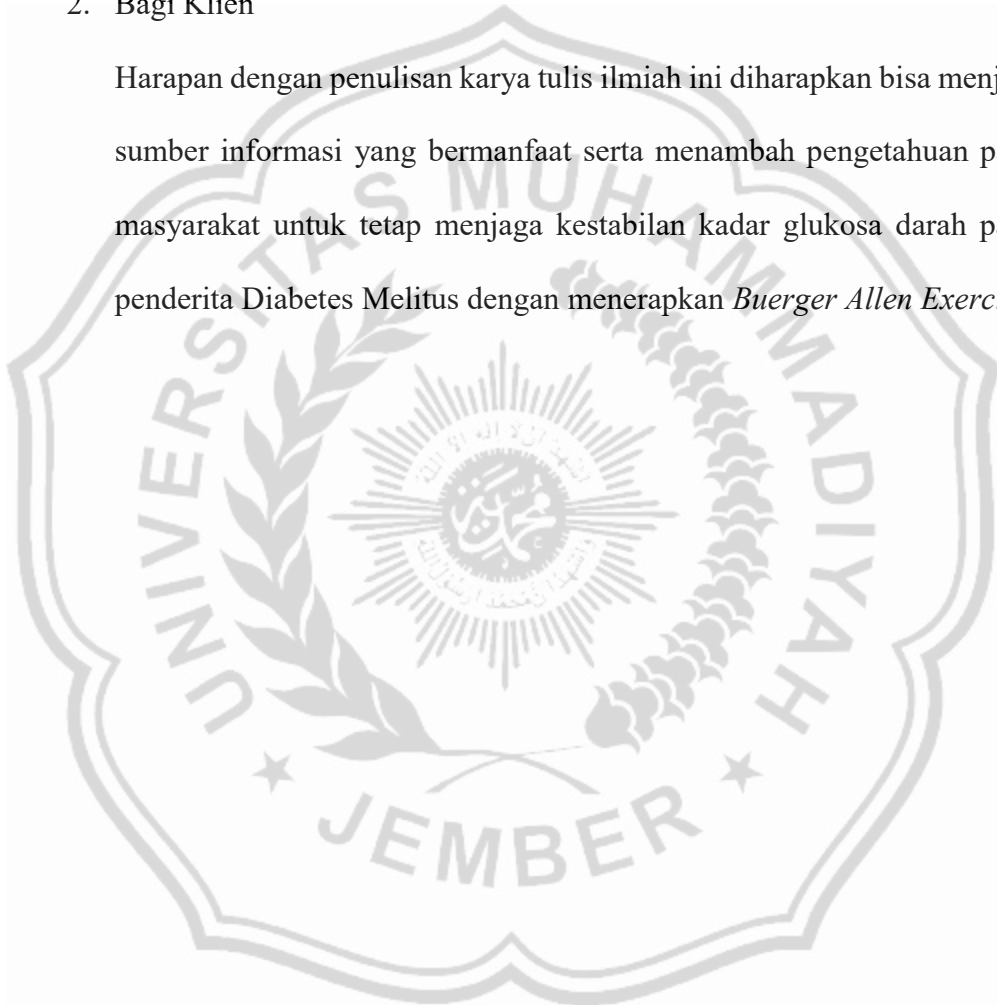 2. Bagi Klien
Harapan dengan penulisan karya tulis ilmiah ini diharapkan bisa menj
sumber informasi yang bermanfaat serta menambah pengetahuan p
masyarakat untuk tetap menjaga kestabilan kadar glukosa darah pa
penderita Diabetes Melitus dengan menerapkan Buerger Allen Exerc
UNIVERSITAS MUHAMMADIYAH
JEMBER